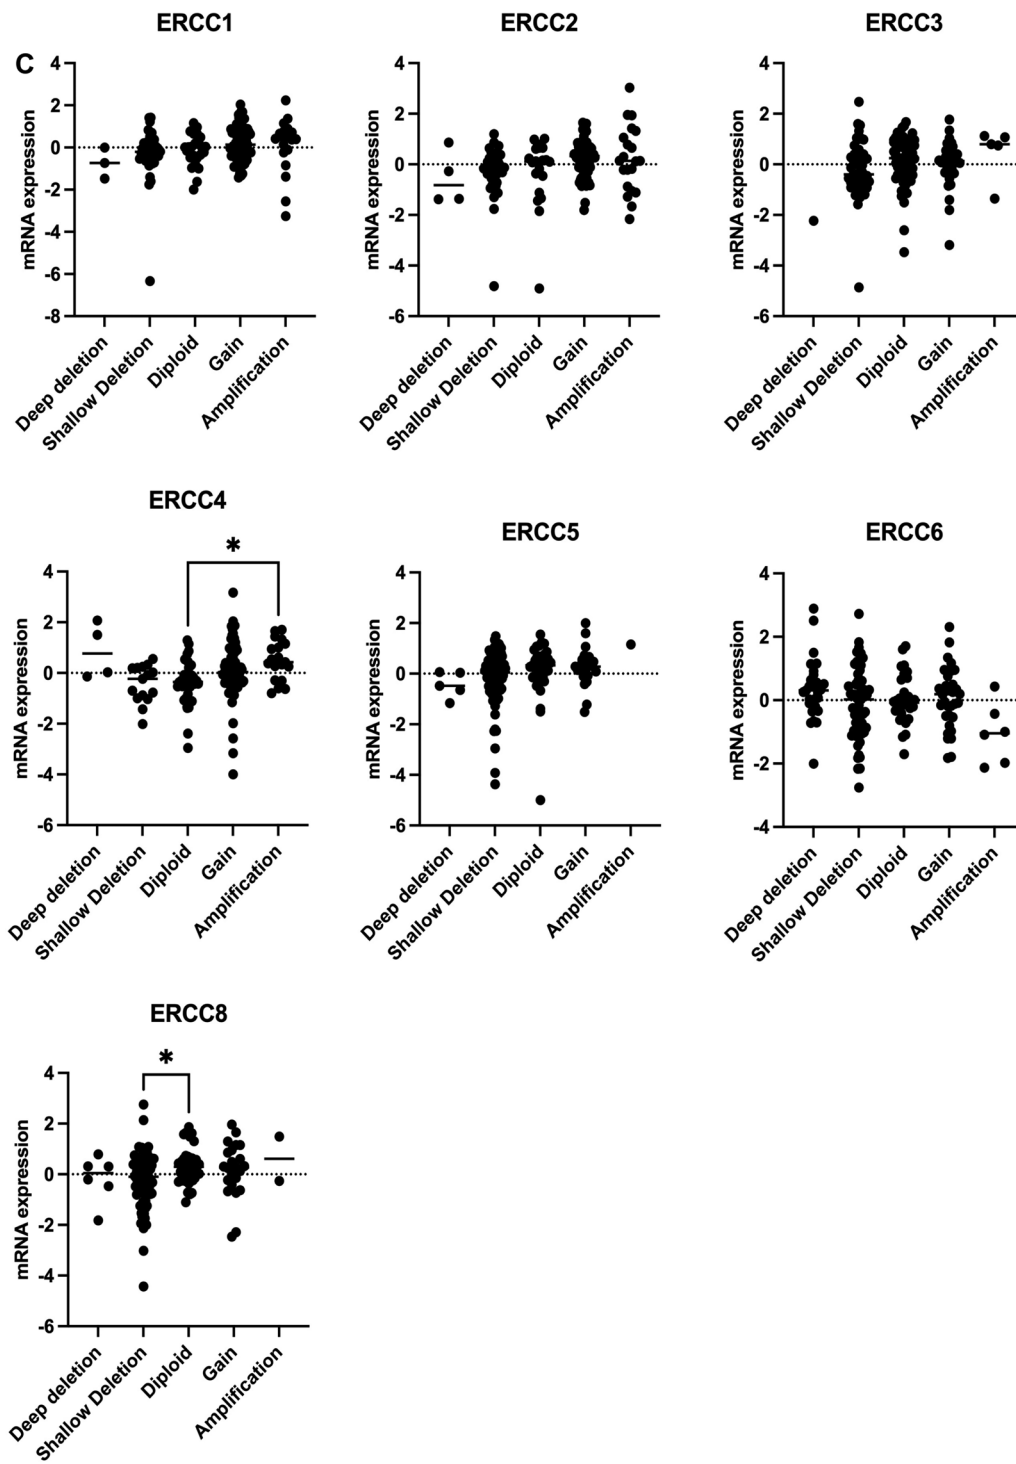 ERCC1 ERCC2 ERCC3
C
mRNA expression
4
2
0
-2
-4
-6
-8
Deep deletion
Shallow Deletion
Diploid
Gain
Amplification
mRNA expression
4
2
0
-2
-4
-6
Deep deletion
Shallow Deletion
Diploid
Gain
Amplification
mRNA expression
4
2
0
-2
-4
-6
Deep deletion
Shallow Deletion
Diploid
Gain
Amplification
ERCC4
*
mRNA expression
4
2
0
-2
-4
-6
Deep deletion
Shallow Deletion
Diploid
Gain
Amplification
ERCC5
mRNA expression
4
2
0
-2
-4
-6
Deep deletion
Shallow Deletion
Diploid
Gain
Amplification
ERCC6
mRNA expression
4
2
0
-2
-4
Deep deletion
Shallow Deletion
Diploid
Gain
Amplification
ERCC8
*
mRNA expression
4
2
0
-2
-4
-6
Deep deletion
Shallow Deletion
Diploid
Gain
Amplification